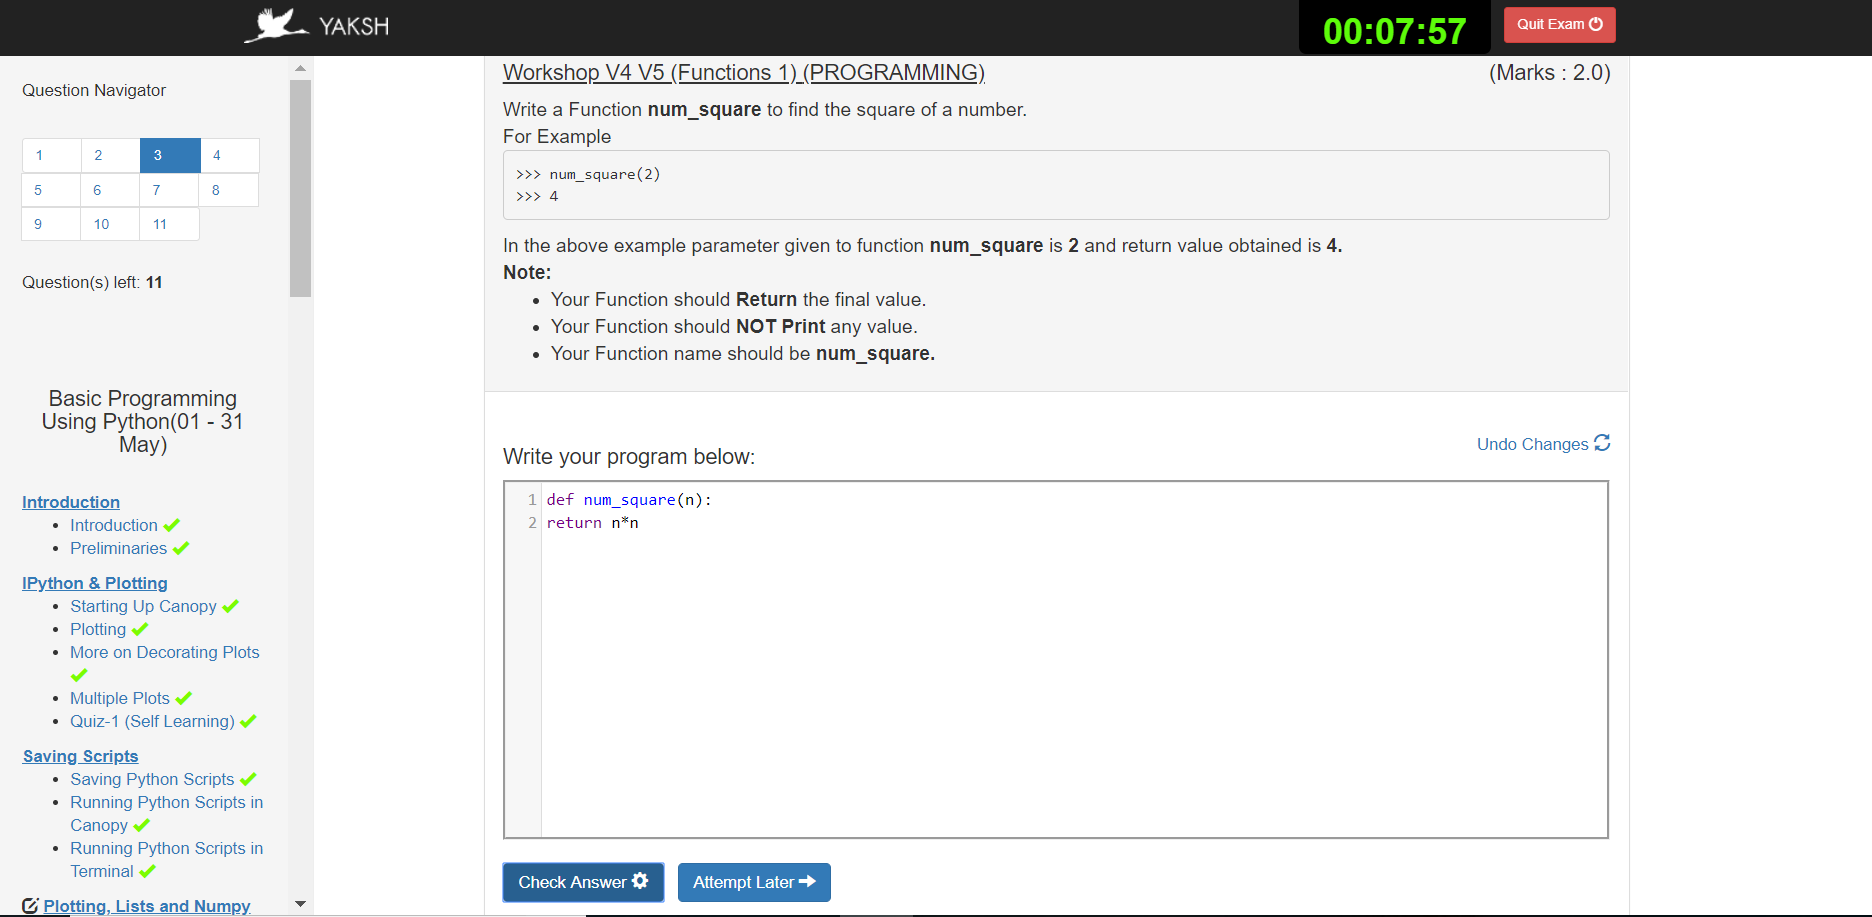 YAKSH
00:07:57
Quit Exam
Question Navigator
1 2 3 4
5 6 7 8
9 10 11
Question(s) left: 11
Basic Programming
Using Python(01 - 31
May)
Introduction
Introduction
Preliminaries
IPython & Plotting
Starting Up Canopy
Plotting
More on Decorating Plots
Multiple Plots
Quiz-1 (Self Learning)
Saving Scripts
Saving Python Scripts
Running Python Scripts in
Canopy
Running Python Scripts in
Terminal
Plotting, Lists and Numpy
Workshop V4 V5 (Functions 1) (PROGRAMMING)
(Marks : 2.0)
Write a Function num_square to find the square of a number.
For Example
>>> num_square(2)
>>> 4
In the above example parameter given to function num_square is 2 and return value obtained is 4.
Note:
Your Function should Return the final value.
Your Function should NOT Print any value.
Your Function name should be num_square.
Undo Changes
Write your program below:
1 def num_square(n):
2 return n*n
Check Answer
Attempt Later